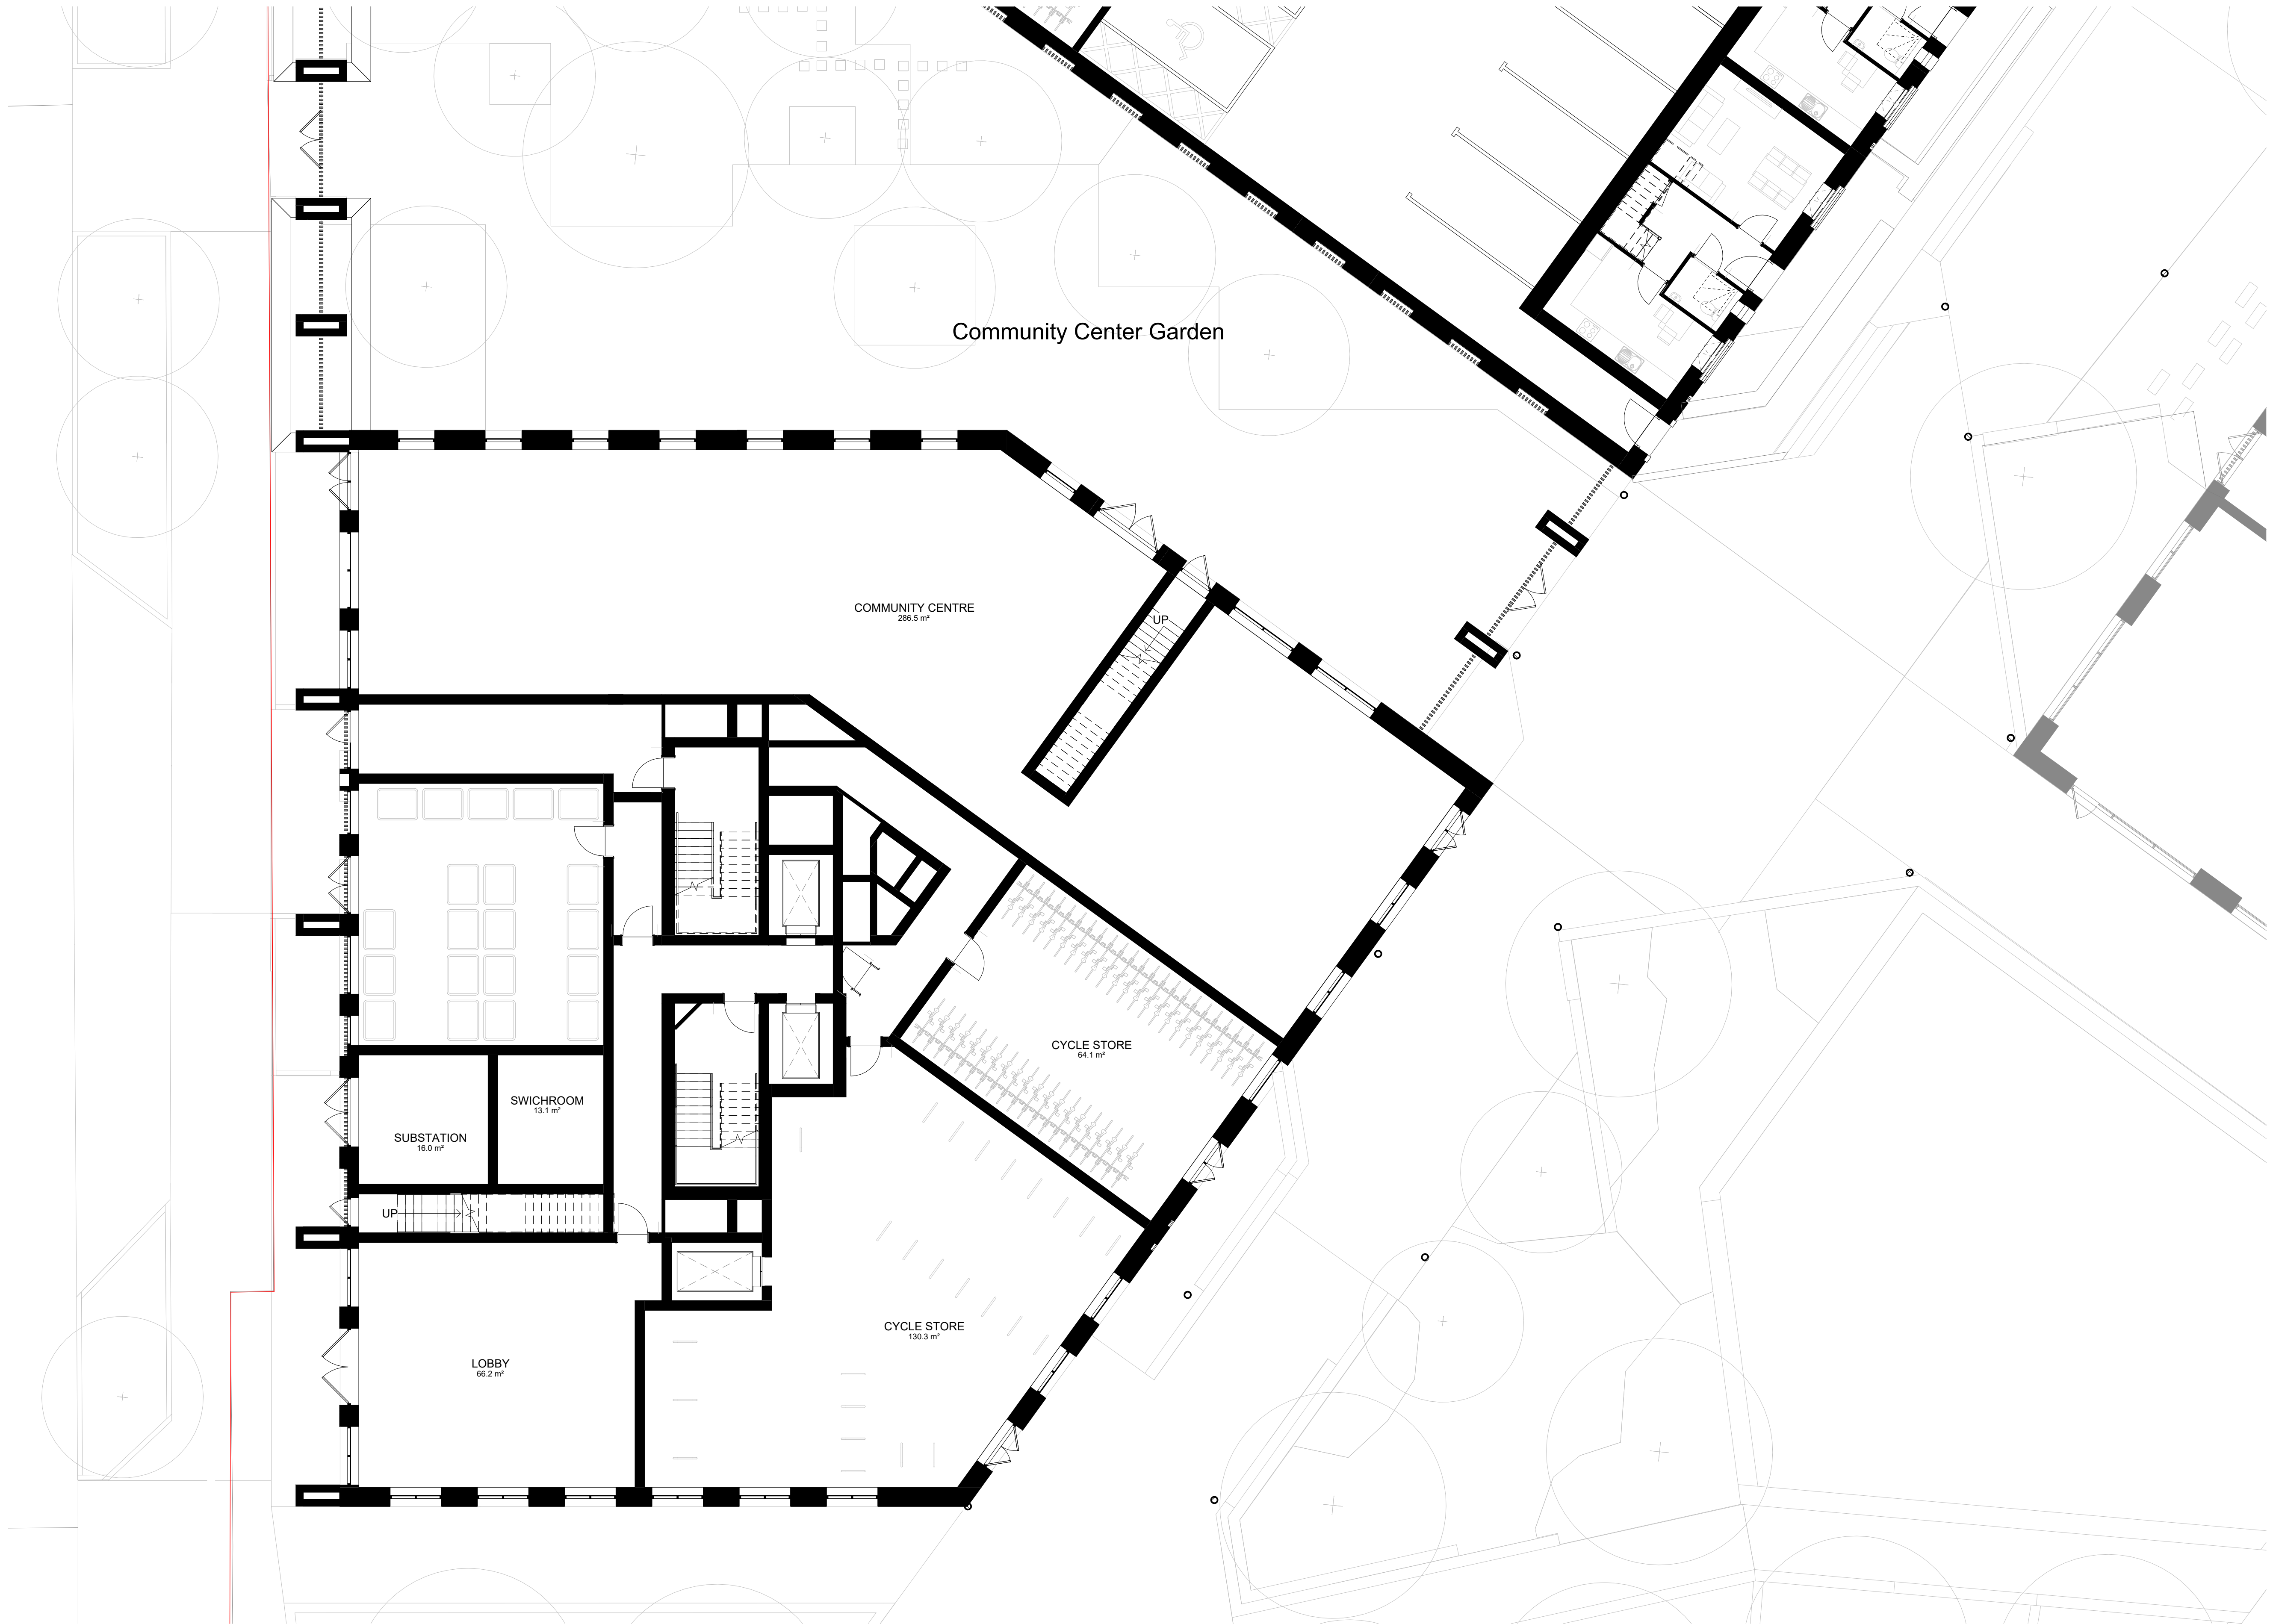 Community Center Garden
COMMUNITY CENTRE
286.5 m²
UP
CYCLE STORE
64.1 m²
SWICHROOM
13.1 m²
SUBSTATION
16.0 m²
UP
CYCLE STORE
130.3 m²
LOBBY
66.2 m²